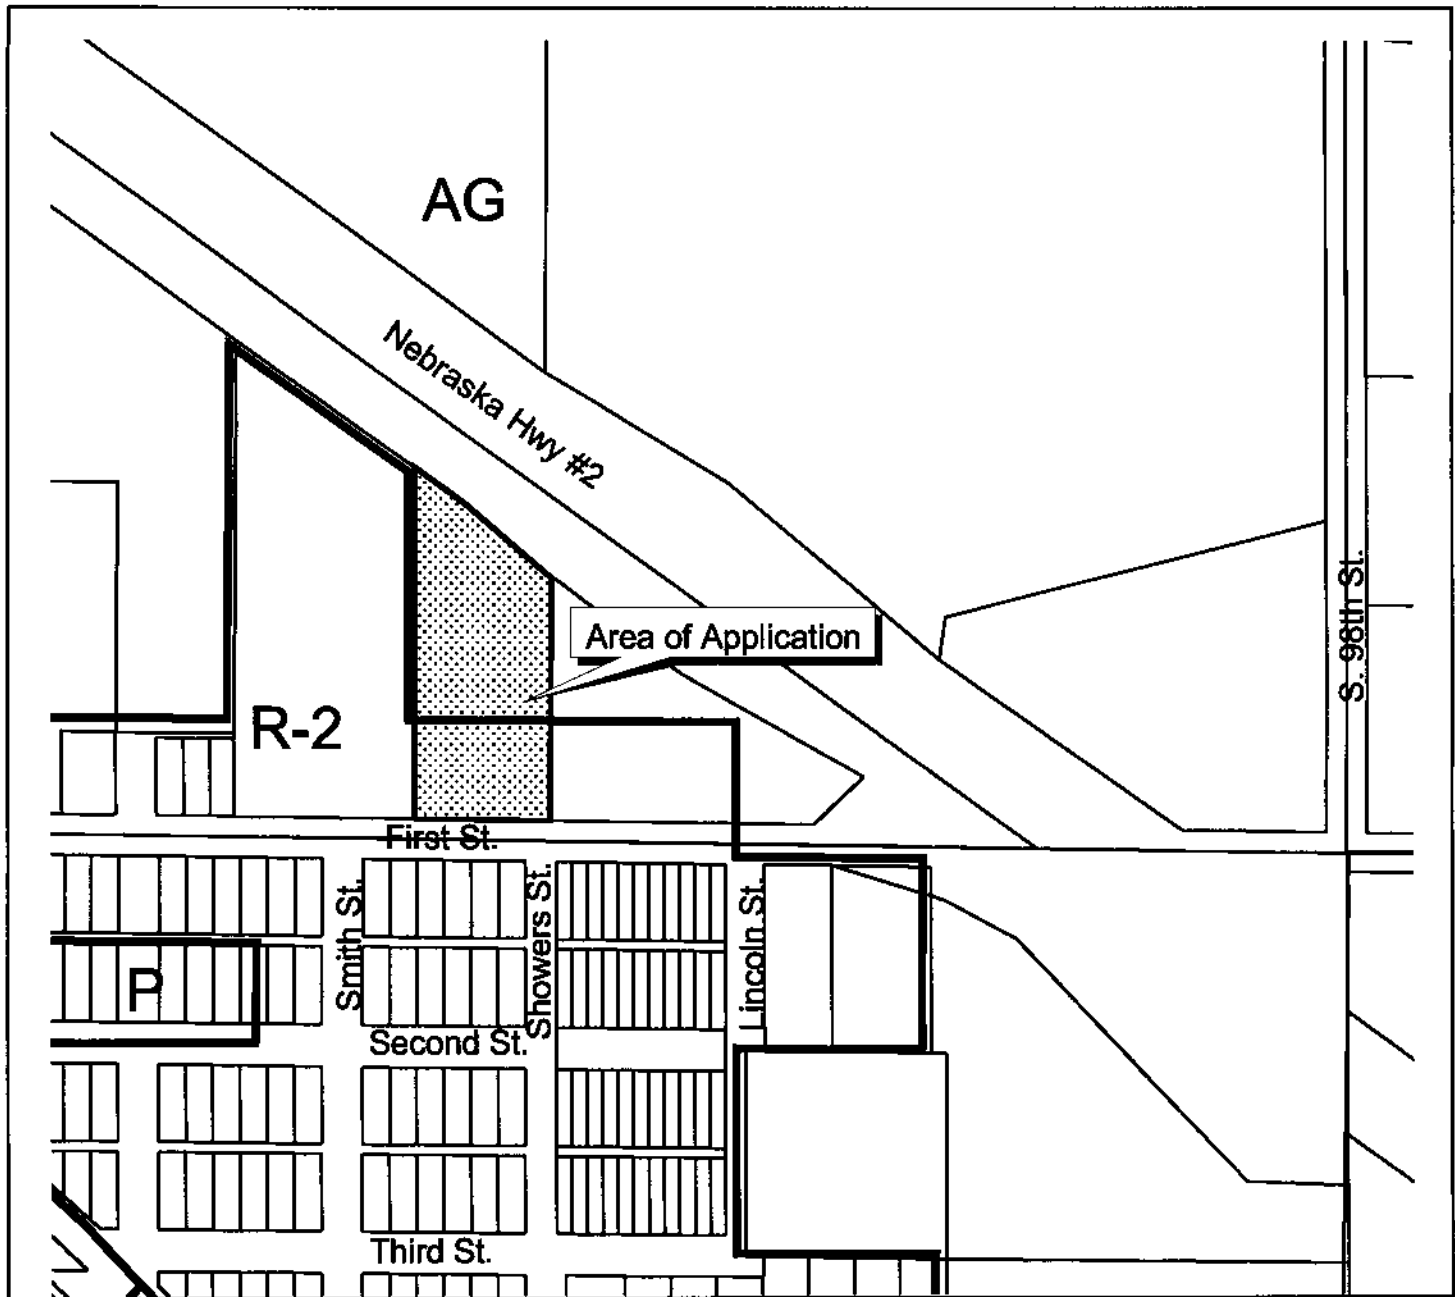 AG
Nebraska Hwy #2
Area of Application
S. 98th St.
R-2
First St.
Smith St.
Showers St.
Lincoln St.
P
Second St.
Third St.